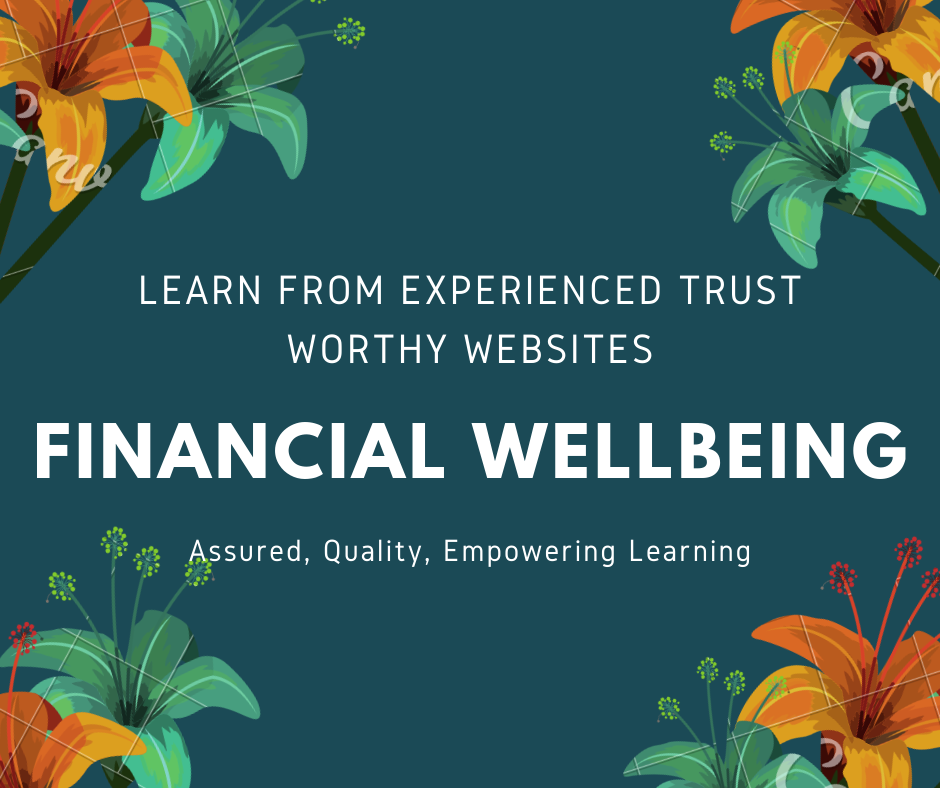 LEARN FROM EXPERIENCED TRUST
WORTHY WEBSITES
FINANCIAL WELLBEING
Assured, Quality, Empowering Learning